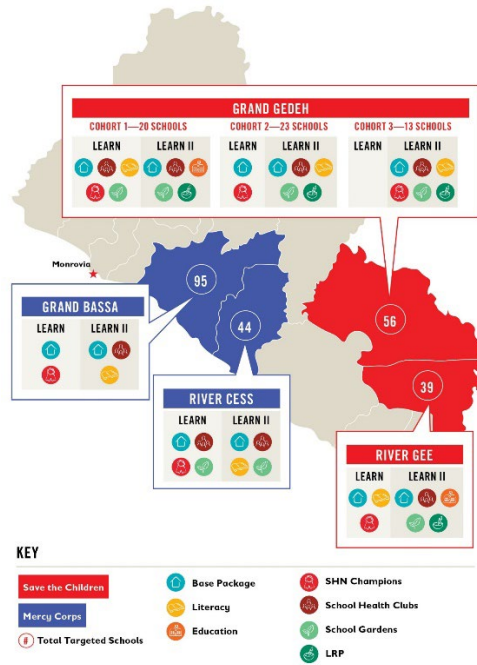 GRAND GEDEH
COHORT 1—20 SCHOOLS
COHORT 2—23 SCHOOLS
COHORT 3—13 SCHOOLS
LEARN
LEARN II
LEARN
LEARN II
LEARN
LEARN II
Monrovia
95
44
56
39
GRAND BASSA
LEARN
LEARN II
RIVER CESS
LEARN
LEARN II
RIVER GEE
LEARN
LEARN II
KEY
Save the Children
Mercy Corps
# Total Targeted Schools
Base Package
Literacy
Education
SHN Champions
School Health Clubs
School Gardens
LRP